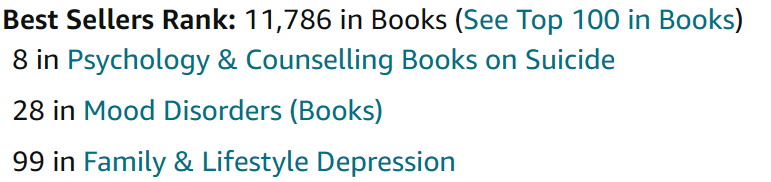 Best Sellers Rank: 11,786 in Books (See Top 100 in Books)
8 in Psychology & Counselling Books on Suicide
28 in Mood Disorders (Books)
99 in Family & Lifestyle Depression